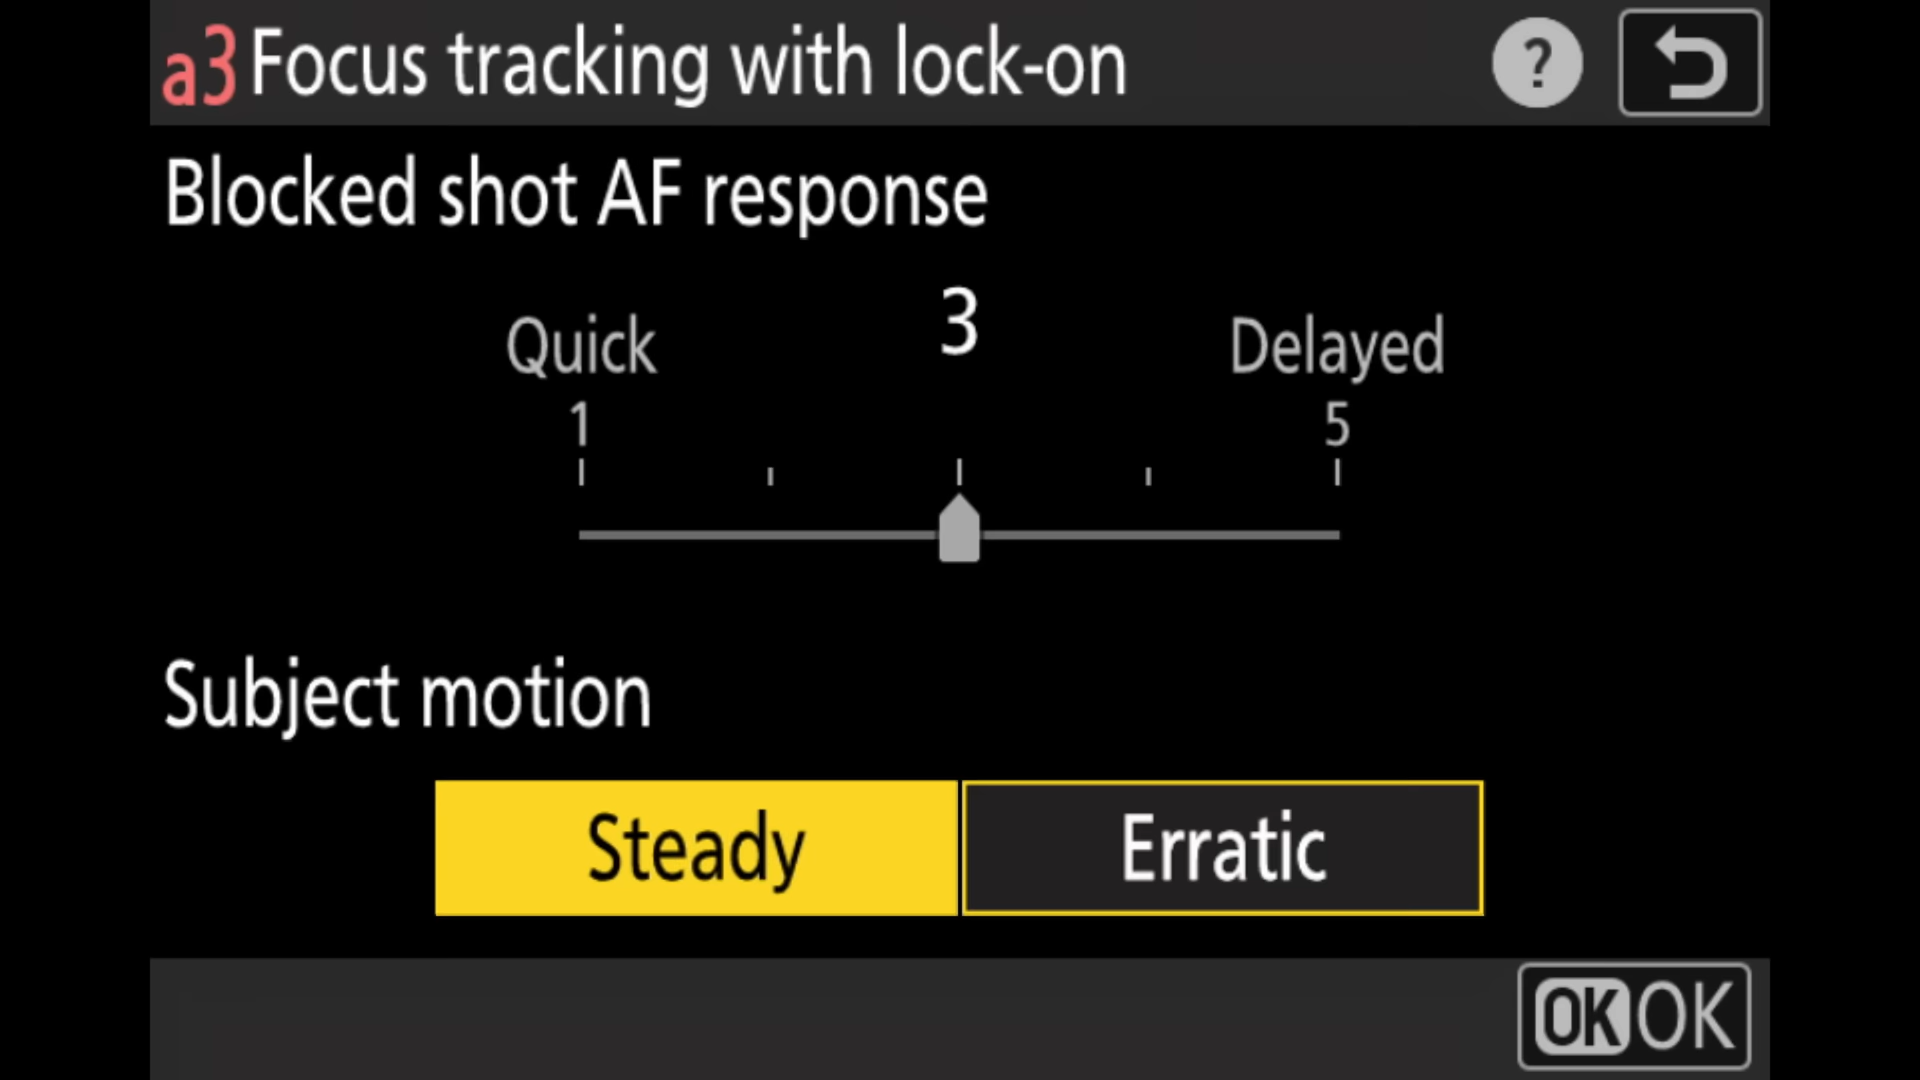 a3 Focus tracking with lock-on ?
Blocked shot AF response
3
Quick Delayed
1 5
Subject motion
Steady Erratic
OK OK